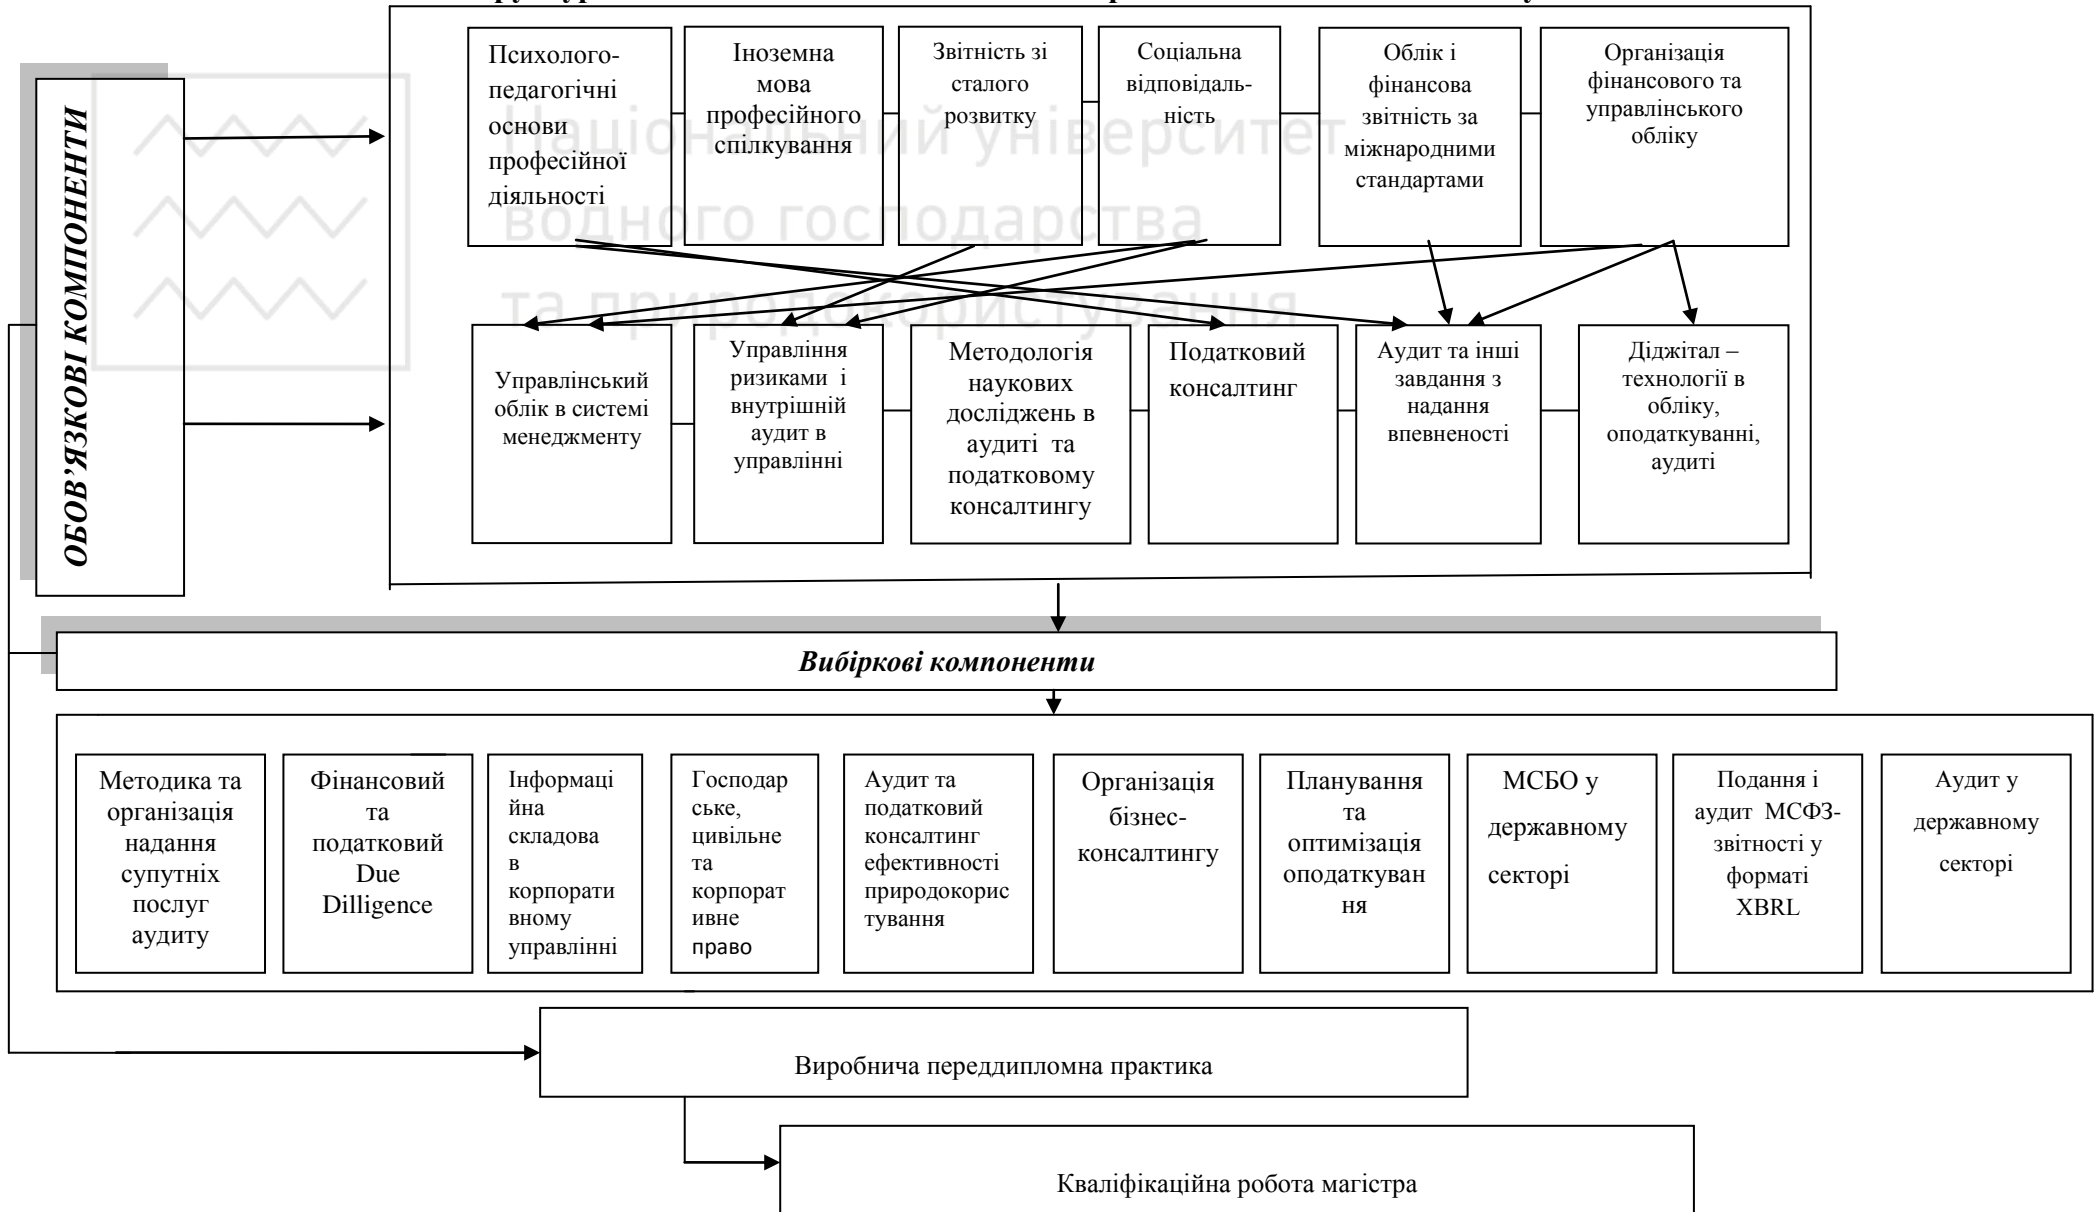 ОБОВ’ЯЗКОВІ КОМПОНЕНТИ
Національний університет
водного господарства
та природокористування
Психолого-
педагогічні
основи
професійної
діяльності
Іноземна
мова
професійного
спілкування
Звітність зі
сталого
розвитку
Соціальна
відповідаль-
ність
Облік і
фінансова
звітність за
міжнародними
стандартами
Організація
фінансового та
управлінського
обліку
Управлінський
облік в системі
менеджменту
Управління
ризиками і
внутрішній
аудит в
управлінні
Методологія
наукових
досліджень в
аудиті та
податковому
консалтингу
Податковий
консалтинг
Аудит та інші
завдання з
надання
впевненості
Діджітал –
технології в
обліку,
оподаткуванні,
аудиті
Вибіркові компоненти
Методика та
організація
надання
супутніх
послуг
аудиту
Фінансовий
та
податковий
Due
Dilligence
Інформаці
йна
складова
в
корпорати
вному
управлінні
Господар
ське,
цивільне
та
корпорат
ивне
право
Аудит та
податковий
консалтинг
ефективності
природокорис
тування
Організація
бізнес-
консалтингу
Планування
та
оптимізація
оподаткуван
ня
МСБО у
державному
секторі
Подання і
аудит МСФЗ-
звітності у
форматі
XBRL
Аудит у
державному
секторі
Виробнича переддипломна практика
Кваліфікаційна робота магістра